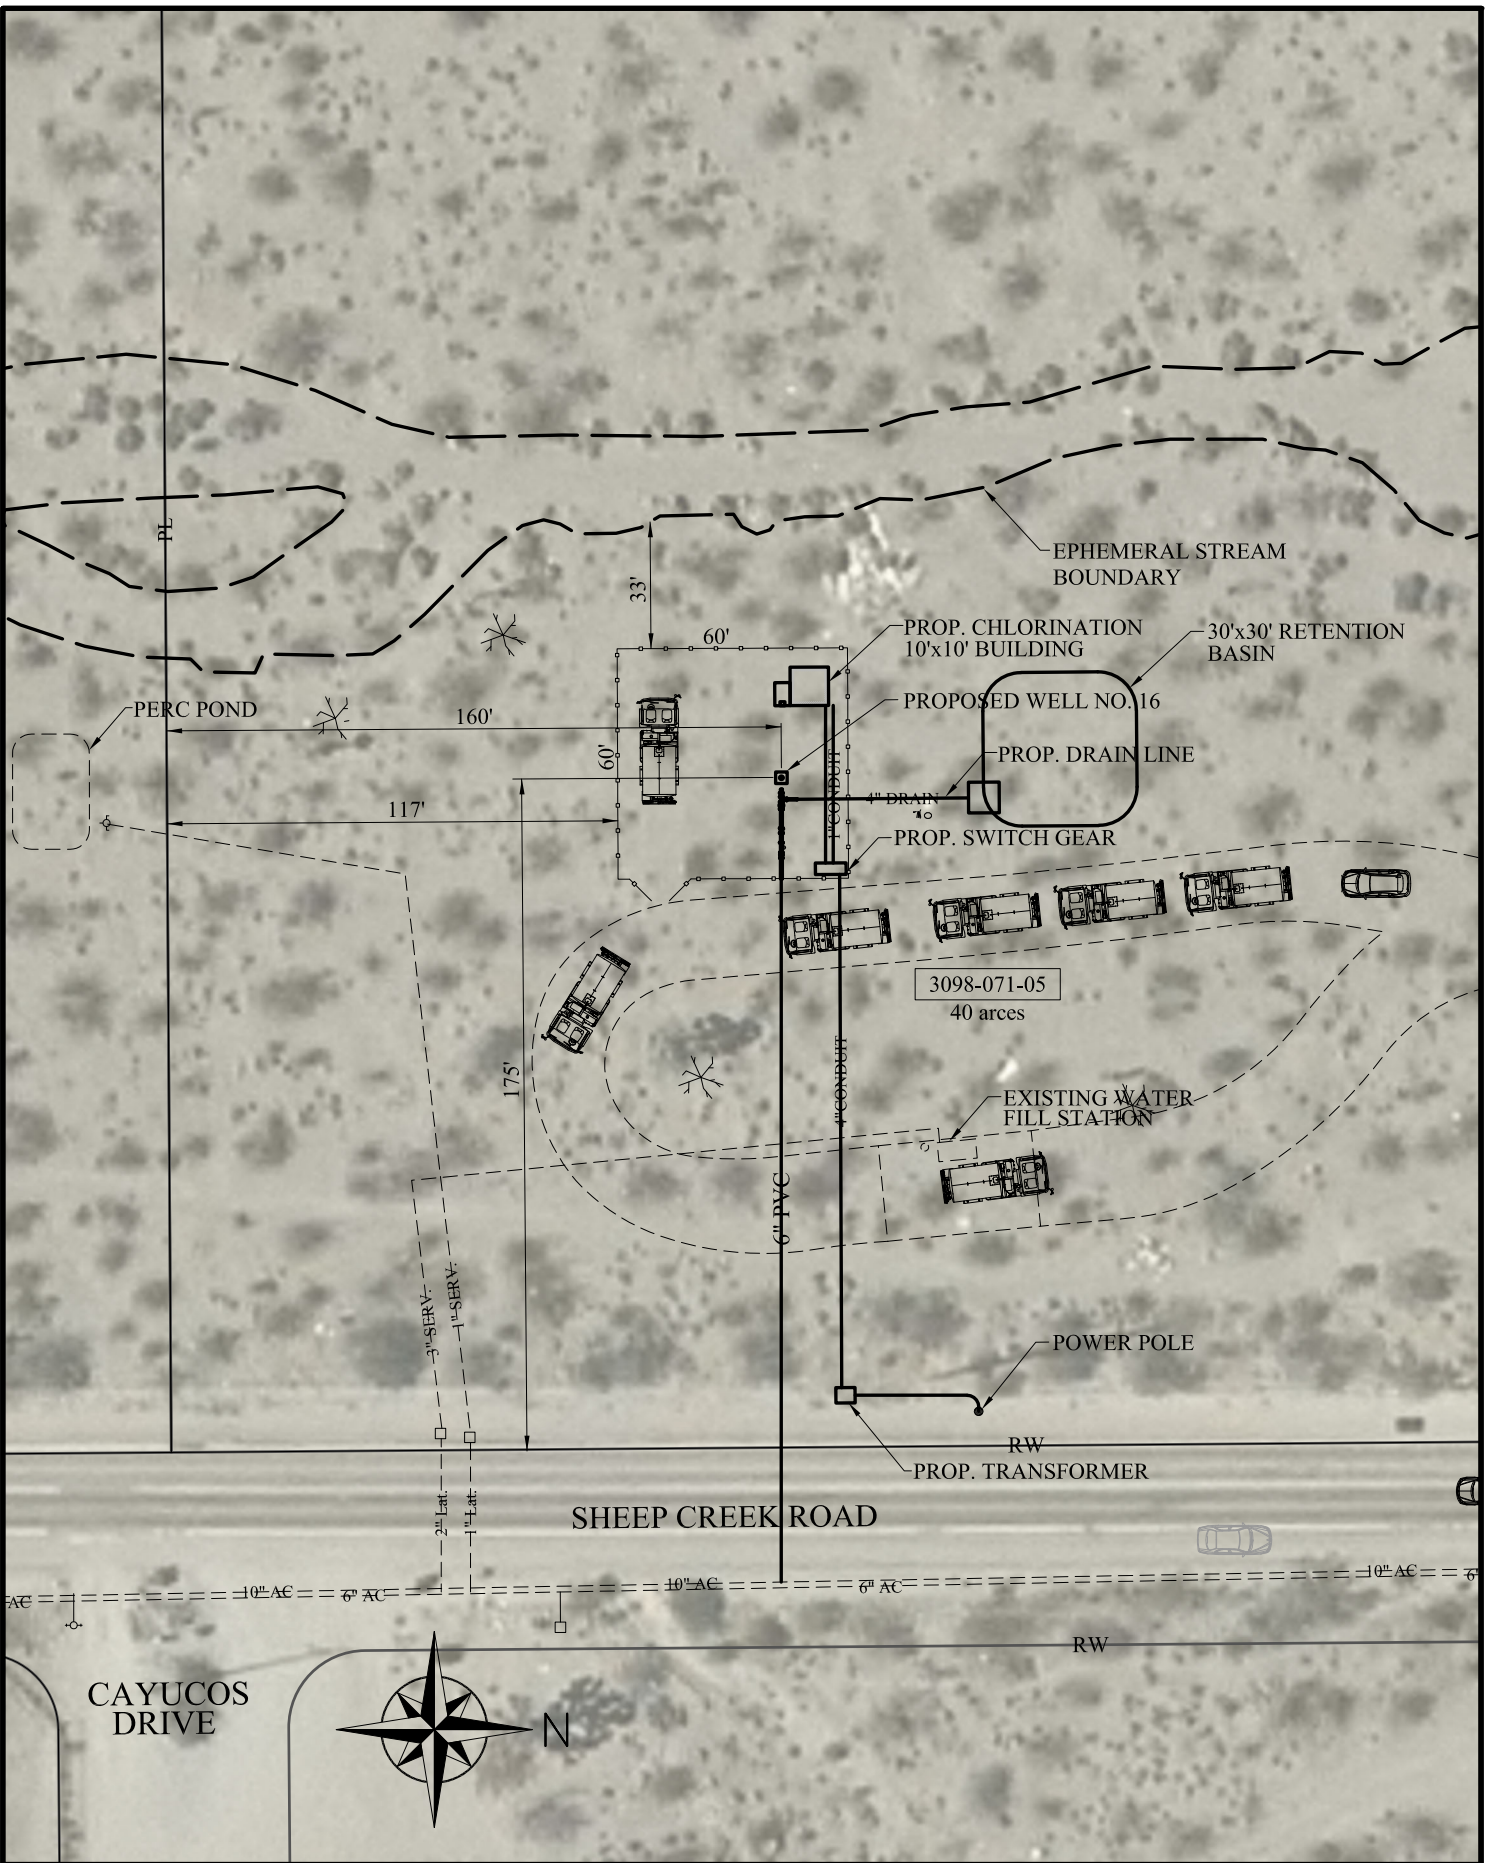 PL
EPHEMERAL STREAM
BOUNDARY
33'
60'
PROP. CHLORINATION
10'x10' BUILDING
30'x30' RETENTION
BASIN
PERC POND
160'
PROPOSED WELL NO. 16
60'
PROP. DRAIN LINE
117'
4" DRAIN
1"CONDUIT
PROP. SWITCH GEAR
3098-071-05
40 arces
175'
4"CONDUIT
EXISTING WATER
FILL STATION
6" PVC
3" SERV.
1" SERV.
POWER POLE
RW
PROP. TRANSFORMER
2" Lat.
1" Lat.
SHEEP CREEK ROAD
AC
10" AC
6" AC
10" AC
6" AC
10" AC
6"
RW
CAYUCOS
DRIVE
N